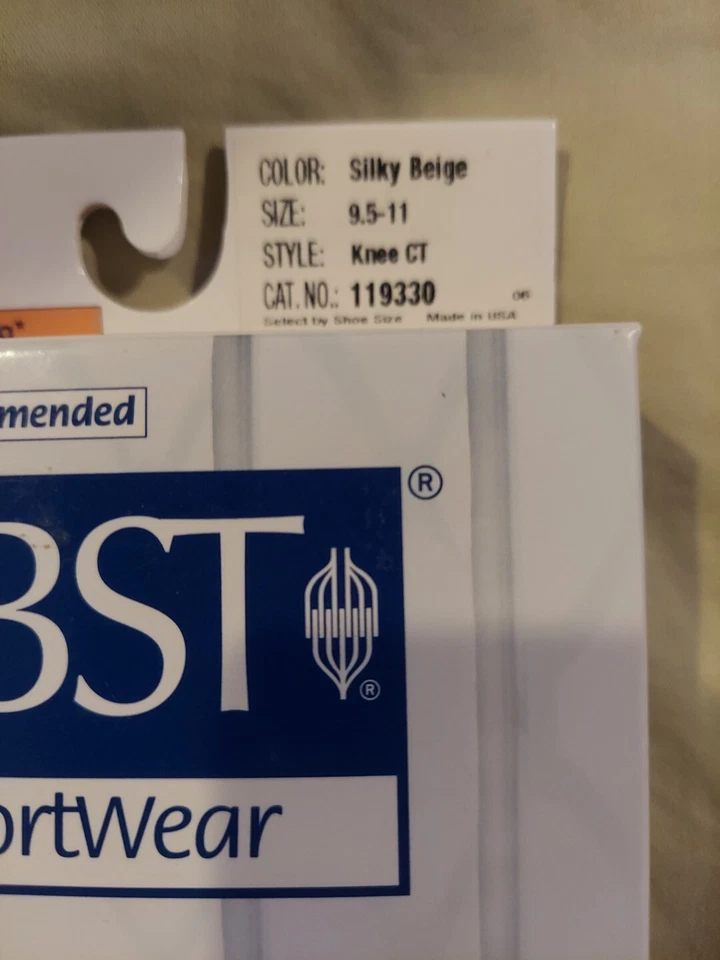 COLOR: Silky Beige
SIZE: 9.5-11
STYLE: Knee CT
CAT. NO.: 119330 06
Select by Shoe Size Made in USA
p*
mended
BST®
®
ortWear